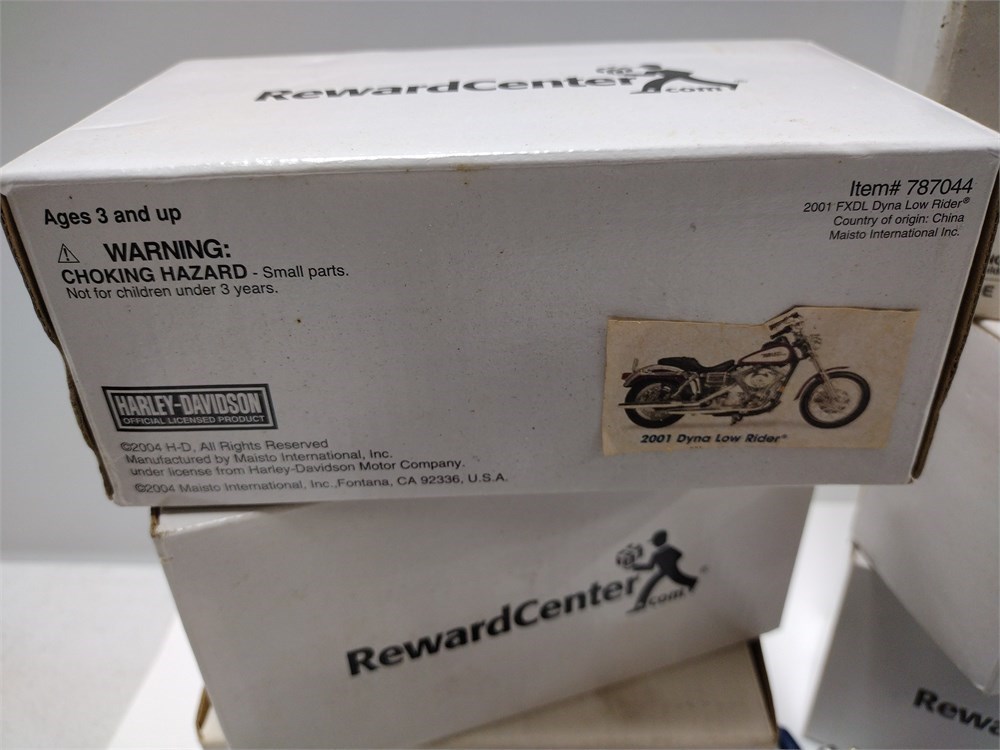 RewardCenter
.com
Ages 3 and up
WARNING:
CHOKING HAZARD - Small parts.
Not for children under 3 years.
Item# 787044
2001 FXDL Dyna Low Rider®
Country of origin: China
Maisto International Inc.
2001 Dyna Low Rider®
HARLEY-DAVIDSON
OFFICIAL LICENSED PRODUCT
©2004 H-D, All Rights Reserved
Manufactured by Maisto International, Inc.
under license from Harley-Davidson Motor Company.
©2004 Maisto International, Inc.,Fontana, CA 92336, U.S.A.
RewardCenter
.com
Rewa